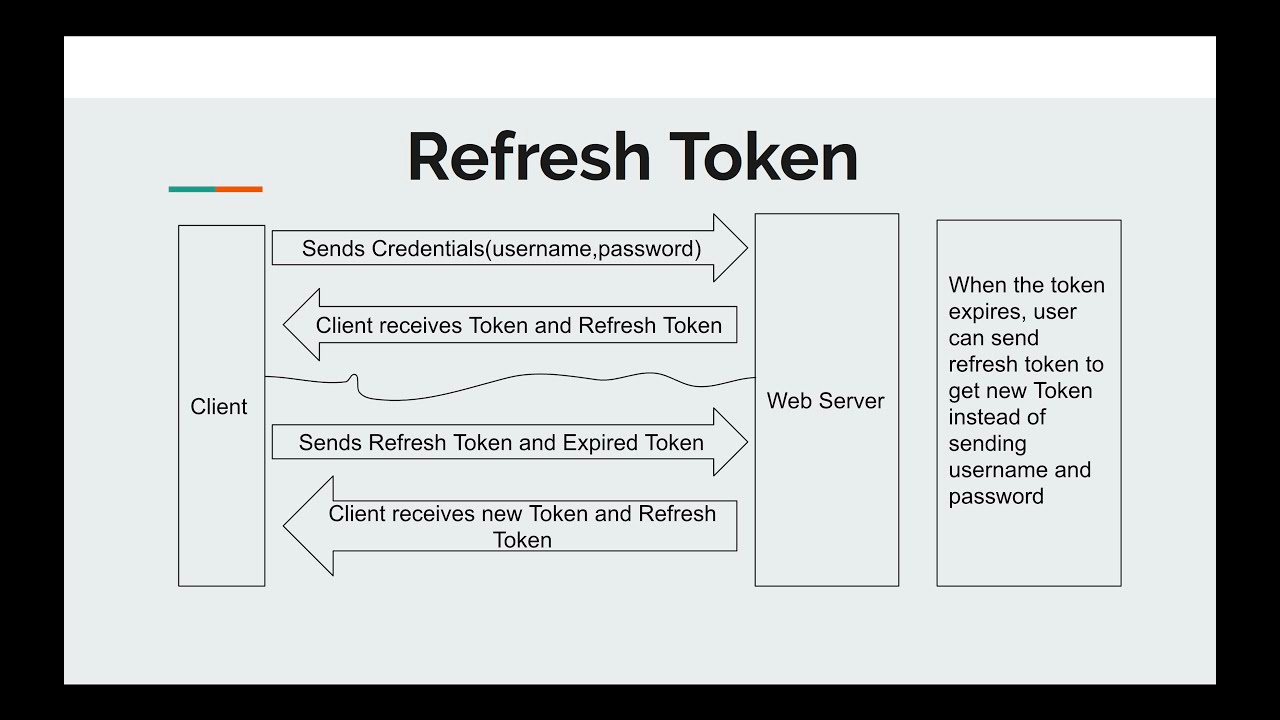 Refresh Token
Sends Credentials(username,password)
Client receives Token and Refresh Token
Client
Web Server
Sends Refresh Token and Expired Token
Client receives new Token and Refresh
Token
When the token
expires, user
can send
refresh token to
get new Token
instead of
sending
username and
password